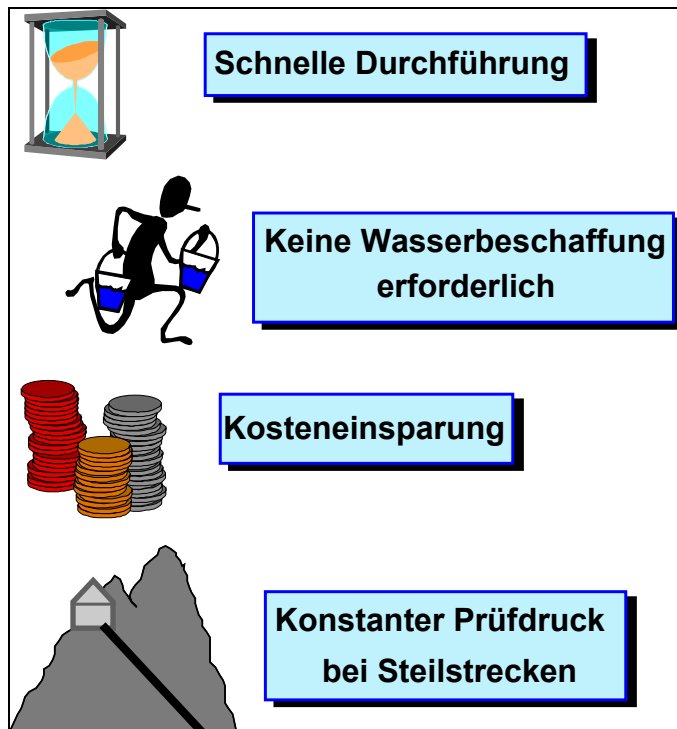 Schnelle Durchführung
Keine Wasserbeschaffung
erforderlich
Kosteneinsparung
Konstanter Prüfdruck
bei Steilstrecken